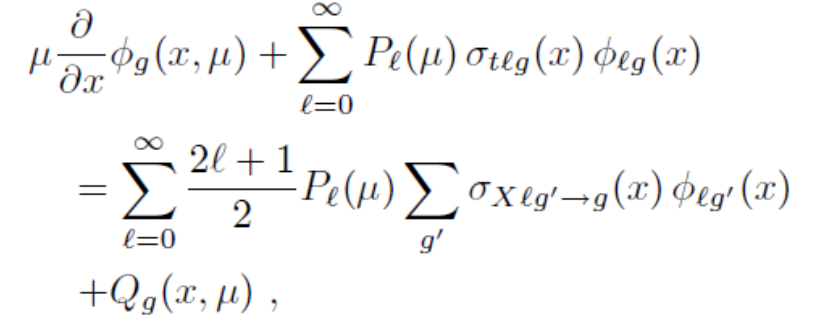 μ ∂/∂x ϕ_g(x, μ) + ∑_{ℓ=0}^{∞} P_ℓ(μ) σ_{tℓg}(x) ϕ_{ℓg}(x)
= ∑_{ℓ=0}^{∞} (2ℓ + 1)/2 P_ℓ(μ) ∑_{g′} σ_{Xℓg′→g}(x) ϕ_{ℓg′}(x)
+Q_g(x, μ) ,